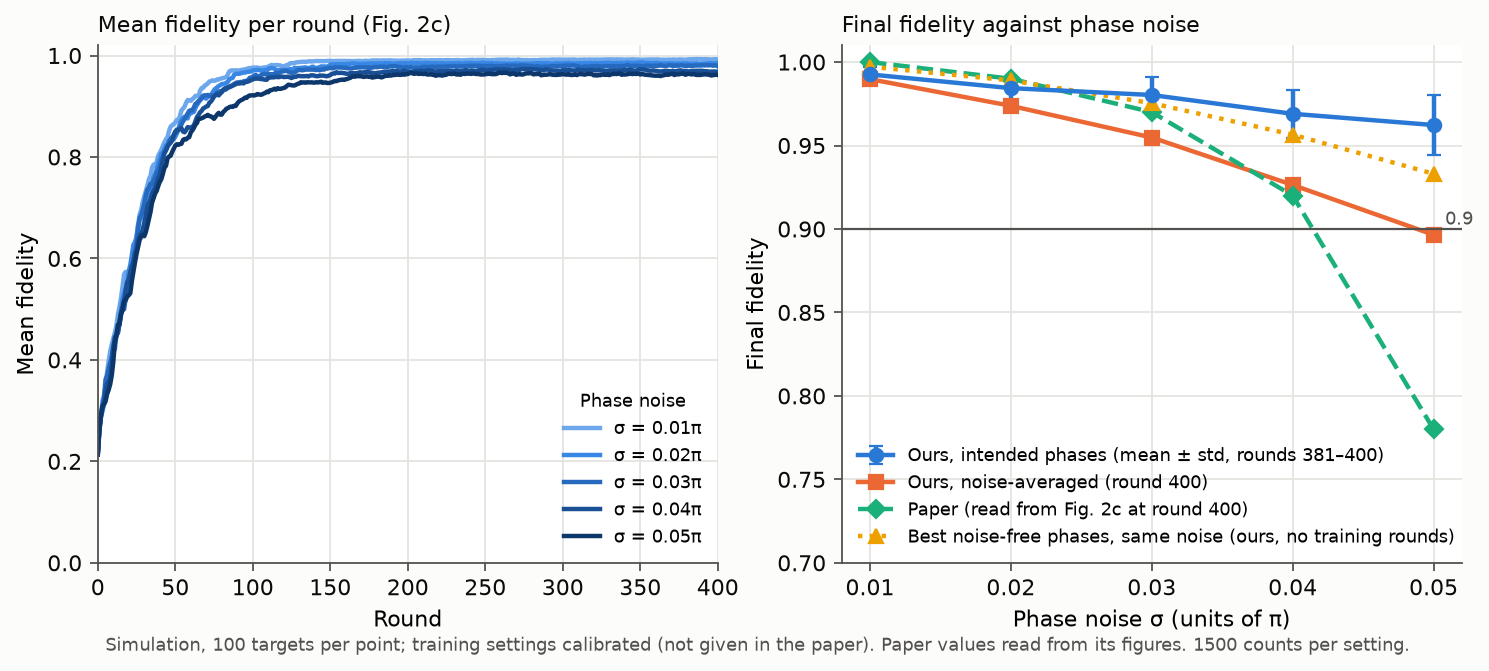 Mean fidelity per round (Fig. 2c)
1.0
0.8
0.6
0.4
0.2
0.0
Mean fidelity
0 50 100 150 200 250 300 350 400
Round
Phase noise
σ = 0.01π
σ = 0.02π
σ = 0.03π
σ = 0.04π
σ = 0.05π
Final fidelity against phase noise
1.00
0.95
0.90
0.85
0.80
0.75
0.70
Final fidelity
0.9
Ours, intended phases (mean ± std, rounds 381–400)
Ours, noise-averaged (round 400)
Paper (read from Fig. 2c at round 400)
Best noise-free phases, same noise (ours, no training rounds)
0.01 0.02 0.03 0.04 0.05
Phase noise σ (units of π)
Simulation, 100 targets per point; training settings calibrated (not given in the paper). Paper values read from its figures. 1500 counts per setting.